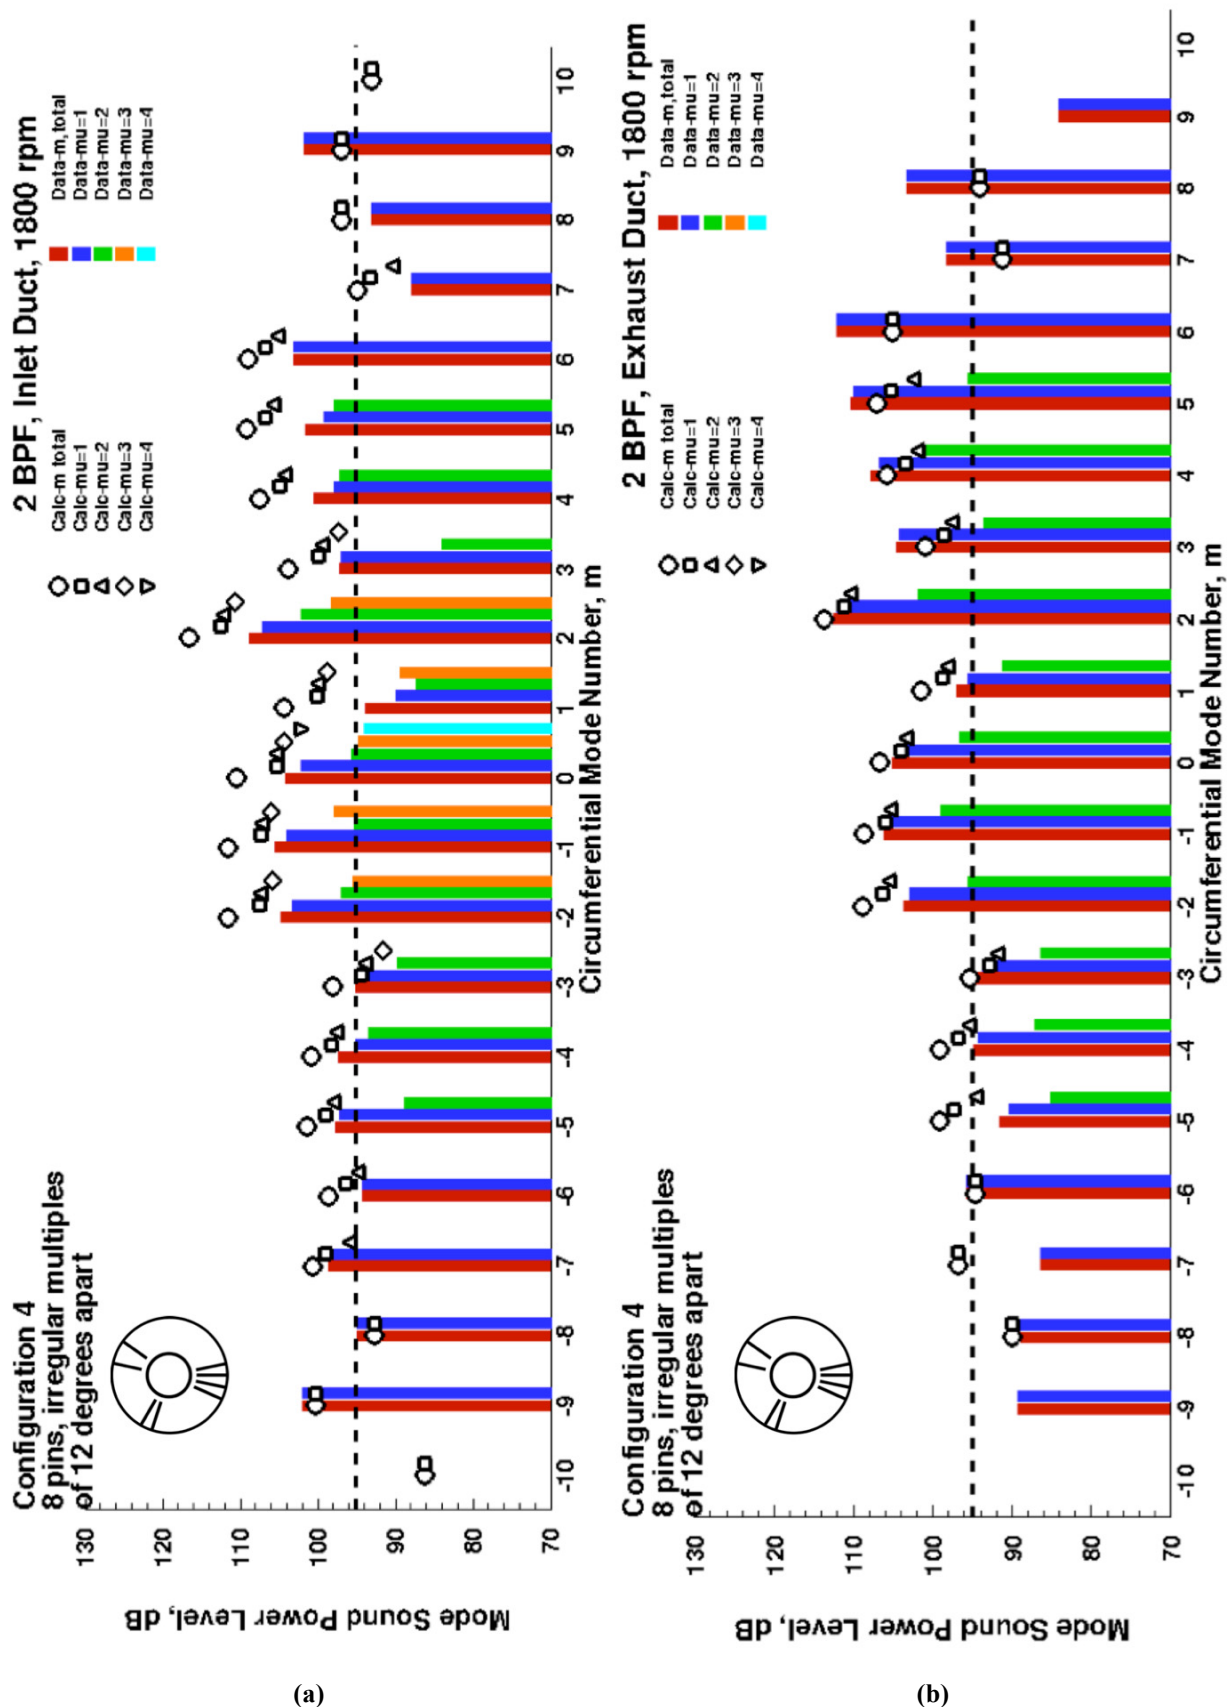 Configuration 4
8 pins, irregular multiples
of 12 degrees apart
2 BPF, Inlet Duct, 1800 rpm
Calc-m total
Calc-mu=1
Calc-mu=2
Calc-mu=3
Calc-mu=4
Data-m,total
Data-mu=1
Data-mu=2
Data-mu=3
Data-mu=4
Mode Sound Power Level, dB
130
120
110
100
90
80
70
-10 -9 -8 -7 -6 -5 -4 -3 -2 -1 0 1 2 3 4 5 6 7 8 9 10
Circumferential Mode Number, m
(a)
Configuration 4
8 pins, irregular multiples
of 12 degrees apart
2 BPF, Exhaust Duct, 1800 rpm
Calc-m total
Calc-mu=1
Calc-mu=2
Calc-mu=3
Calc-mu=4
Data-m,total
Data-mu=1
Data-mu=2
Data-mu=3
Data-mu=4
Mode Sound Power Level, dB
130
120
110
100
90
80
70
-10 -9 -8 -7 -6 -5 -4 -3 -2 -1 0 1 2 3 4 5 6 7 8 9 10
Circumferential Mode Number, m
(b)